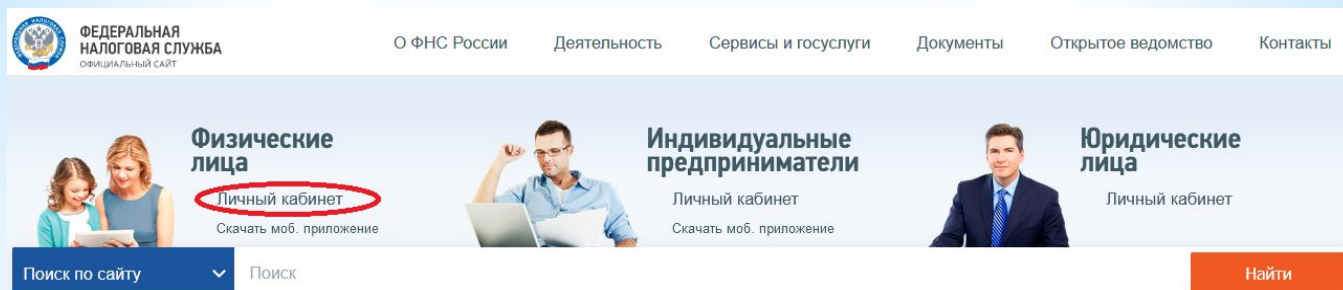 ФЕДЕРАЛЬНАЯ
НАЛОГОВАЯ СЛУЖБА
ОФИЦИАЛЬНЫЙ САЙТ
О ФНС России Деятельность Сервисы и госуслуги Документы Открытое ведомство Контакты
Физические
лица
Личный кабинет
Скачать моб. приложение
Индивидуальные
предприниматели
Личный кабинет
Скачать моб. приложение
Юридические
лица
Личный кабинет
Поиск по сайту Поиск Найти